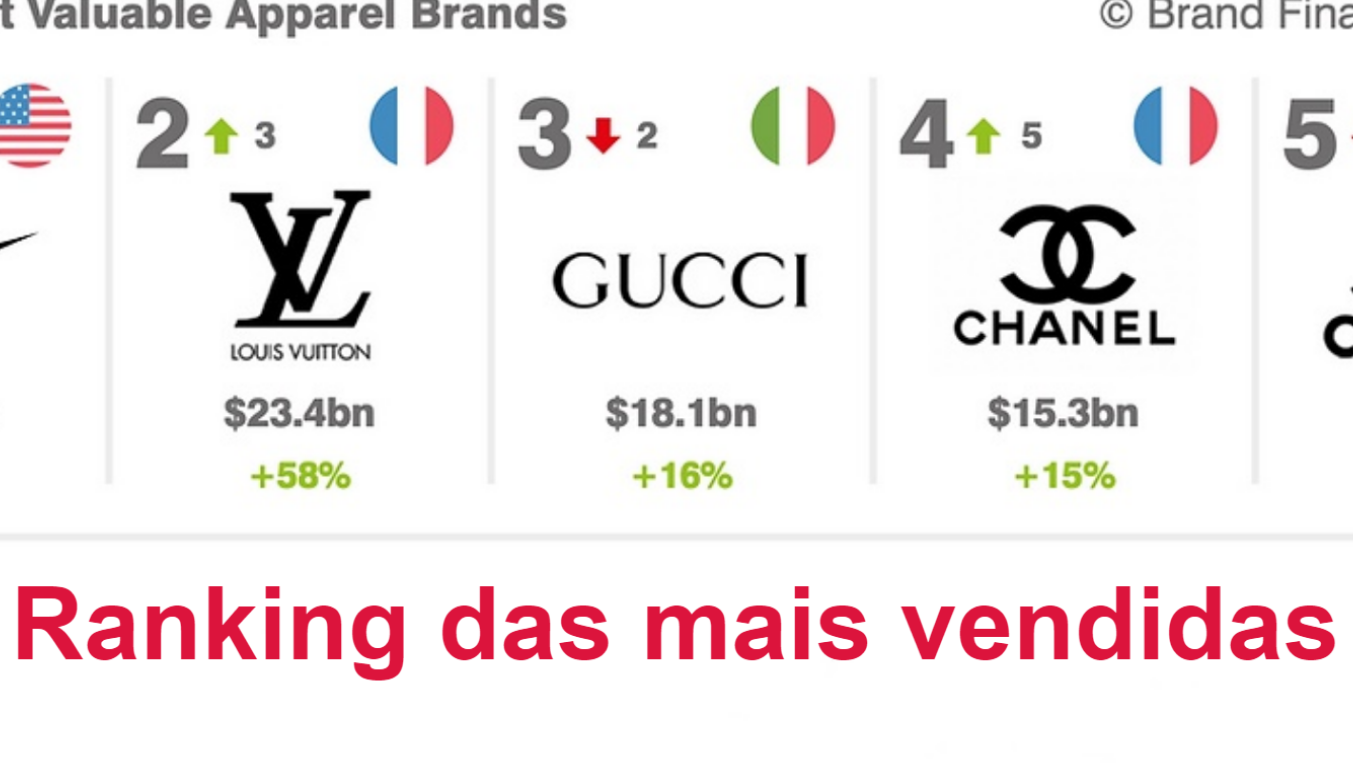 t Valuable Apparel Brands © Brand Fina
2 3 3 2 4 5 5
LV GUCCI CHANEL
LOUIS VUITTON
$23.4bn $18.1bn $15.3bn
+58% +16% +15%
Ranking das mais vendidas